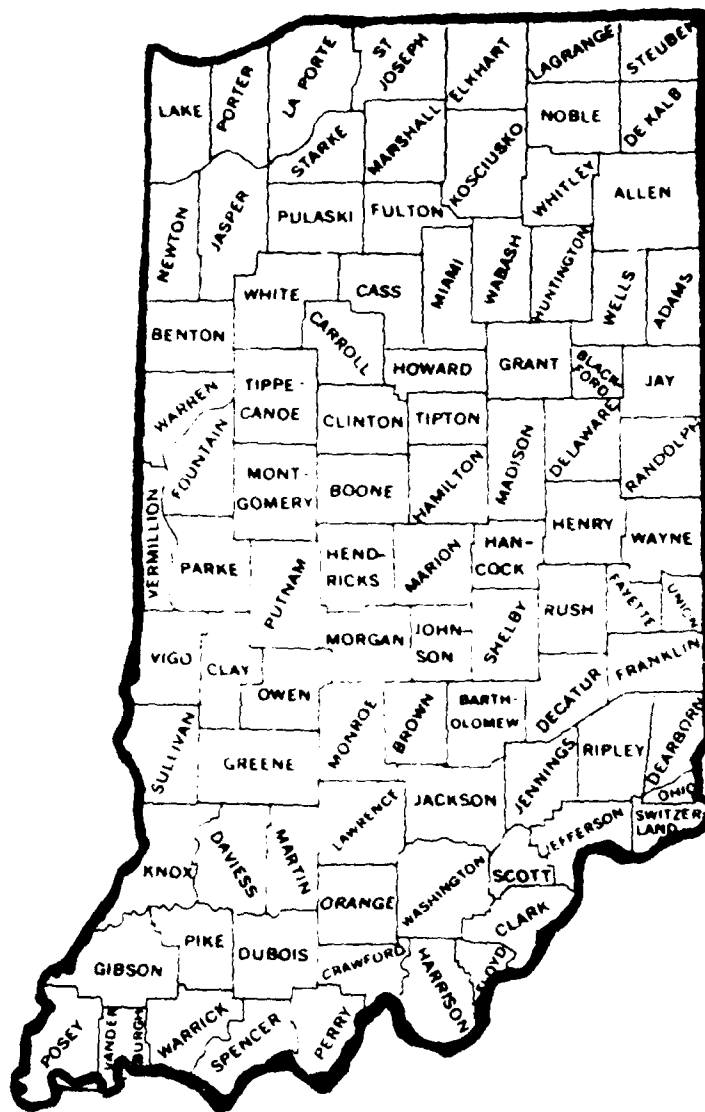 LAKE
PORTER
LA PORTE
ST
JOSEPH
ELKHART
LAGRANGE
STEUBEN
NOBLE
DE KALB
STARKE
MARSHALL
KOSCIUSKO
WHITLEY
ALLEN
NEWTON
JASPER
PULASKI
FULTON
MIAMI
WABASH
HUNTINGTON
WELLS
ADAMS
WHITE
CASS
BENTON
CARROLL
HOWARD
GRANT
BLACK-
FORD
JAY
WARREN
TIPPE-
CANOE
CLINTON
TIPTON
MADISON
DELAWARE
RANDOLPH
FOUNTAIN
MONT-
GOMERY
BOONE
HAMILTON
VERMILLION
PARKE
PUTNAM
HEND-
RICKS
MARION
HAN-
COCK
HENRY
WAYNE
RUSH
FAYETTE
UNION
VIGO
CLAY
OWEN
MORGAN
JOHN-
SON
SHELBY
DECATUR
FRANKLIN
SULLIVAN
GREENE
MONROE
BROWN
BARTH-
OLOMEW
JENNINGS
RIPLEY
DEARBORN
OHIO
SWITZER
LAND
JEFFERSON
KNOX
DAVIESS
MARTIN
LAWRENCE
JACKSON
ORANGE
WASHINGTON
SCOTT
CLARK
GIBSON
PIKE
DUBOIS
CRAWFORD
HARRISON
FLOYD
POSEY
VANDER
BURGH
WARRICK
SPENCER
PERRY